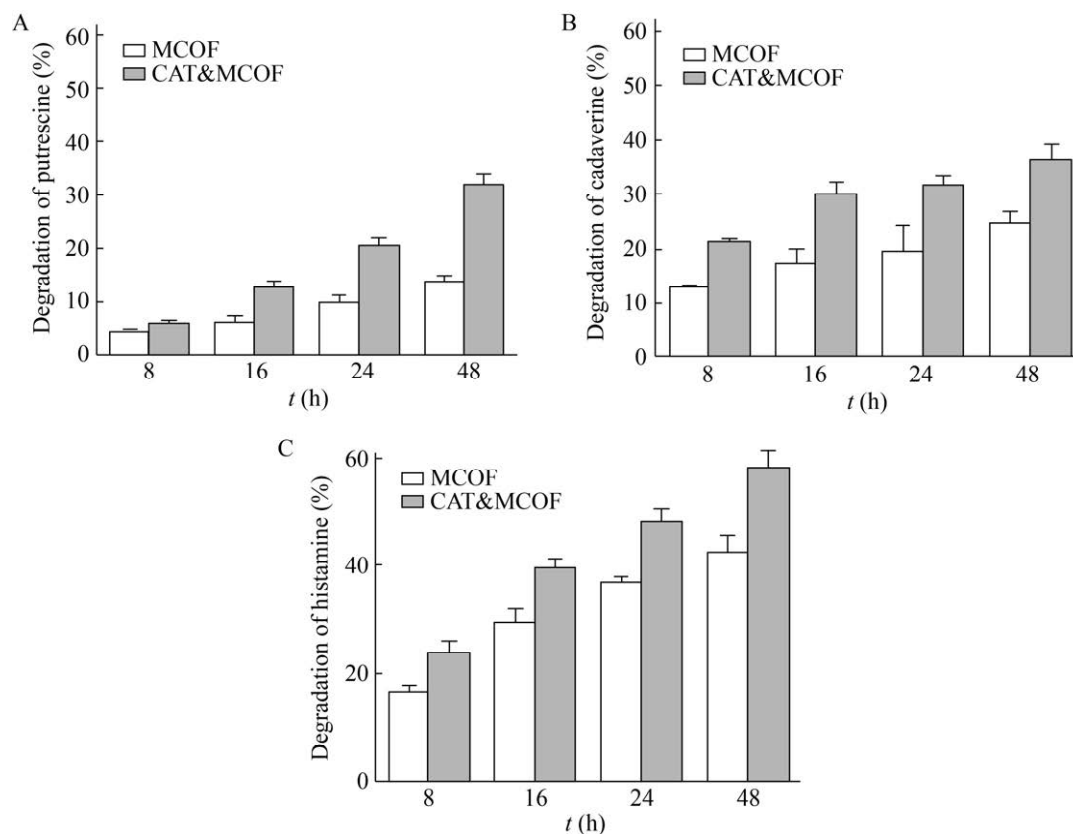 A
Degradation of putrescine (%)
60
50
40
30
20
10
0
MCOF
CAT&MCOF
8 16 24 48
t (h)
B
Degradation of cadaverine (%)
60
50
40
30
20
10
0
MCOF
CAT&MCOF
8 16 24 48
t (h)
C
Degradation of histamine (%)
60
40
20
0
MCOF
CAT&MCOF
8 16 24 48
t (h)